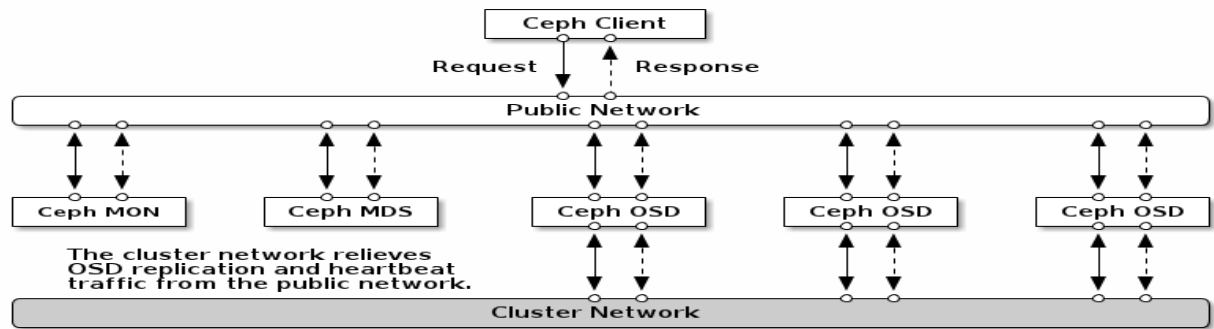 Ceph Client
Request
Response
Public Network
Ceph MON
Ceph MDS
Ceph OSD
Ceph OSD
Ceph OSD
The cluster network relieves
OSD replication and heartbeat
traffic from the public network.
Cluster Network